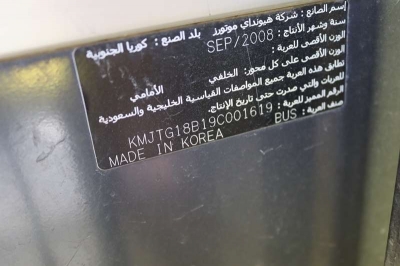 إسم الصانع : شركة هيونداي موتورز بلد الصنع : كوريا الجنوبية
سنة وشهر الأنتاج : SEP/2008
الوزن الأقصى للعربة :
الوزن الأقصى على كل محور: الخلفي الأمامي
تطابق هذه العربة جميع المواصفات القياسية الخليجية والسعودية
للعربات والتي صدرت حتى تاريخ الإنتاج.
الرقم المميز للعربة : KMJTG18B19C001619
صنف العربة : BUS
MADE IN KOREA